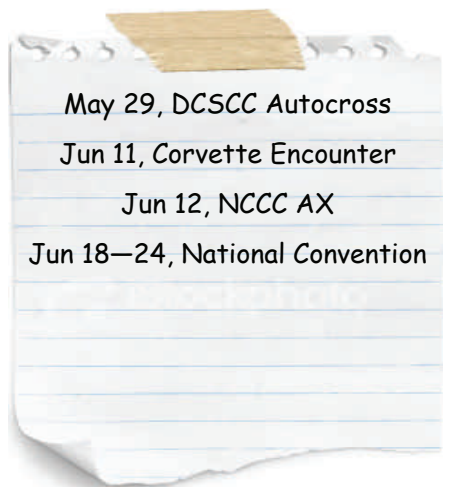 May 29, DCSCC Autocross
Jun 11, Corvette Encounter
Jun 12, NCCC AX
Jun 18—24, National Convention